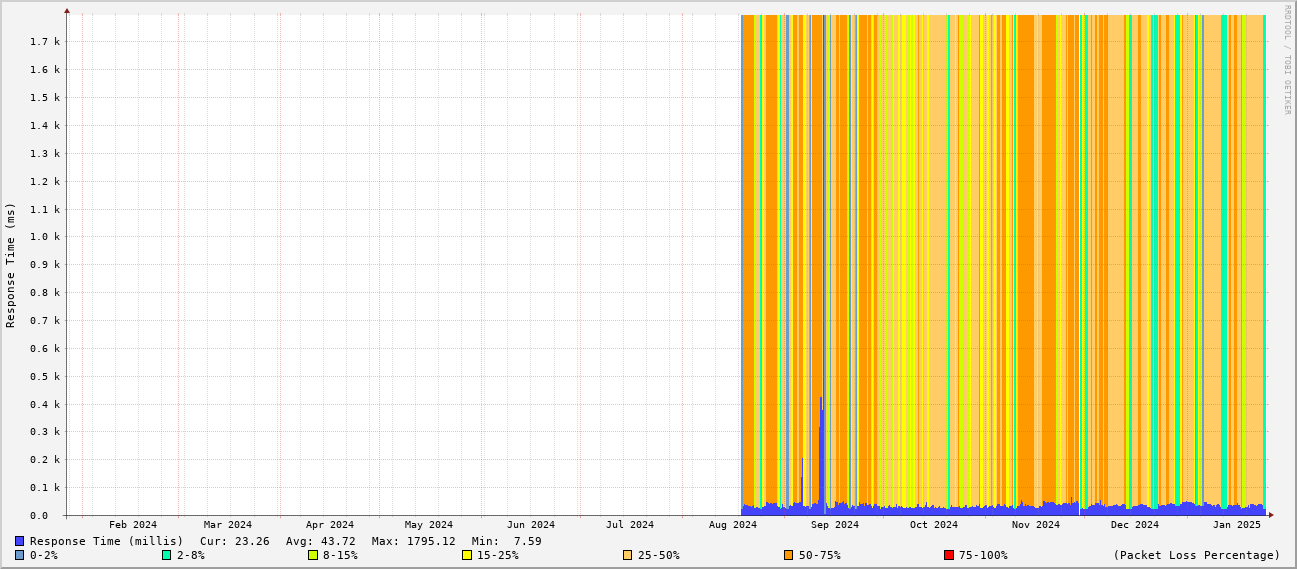 RRDTOOL / TOBI OETIKER
Response Time (ms)
1.7 k
1.6 k
1.5 k
1.4 k
1.3 k
1.2 k
1.1 k
1.0 k
0.9 k
0.8 k
0.7 k
0.6 k
0.5 k
0.4 k
0.3 k
0.2 k
0.1 k
0.0
Feb 2024 Mar 2024 Apr 2024 May 2024 Jun 2024 Jul 2024 Aug 2024 Sep 2024 Oct 2024 Nov 2024 Dec 2024 Jan 2025
Response Time (millis) Cur: 23.26 Avg: 43.72 Max: 1795.12 Min: 7.59
0-2% 2-8% 8-15% 15-25% 25-50% 50-75% 75-100% (Packet Loss Percentage)